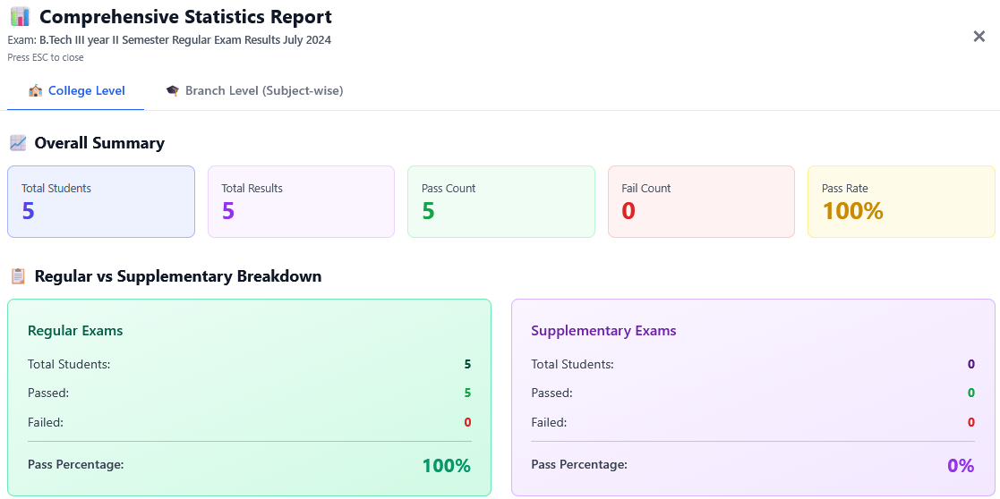 Comprehensive Statistics Report
Exam: B.Tech III year II Semester Regular Exam Results July 2024
Press ESC to close
College Level
Branch Level (Subject-wise)
Overall Summary
Total Students
5
Total Results
5
Pass Count
5
Fail Count
0
Pass Rate
100%
Regular vs Supplementary Breakdown
Regular Exams
Total Students: 5
Passed: 5
Failed: 0
Pass Percentage: 100%
Supplementary Exams
Total Students: 0
Passed: 0
Failed: 0
Pass Percentage: 0%